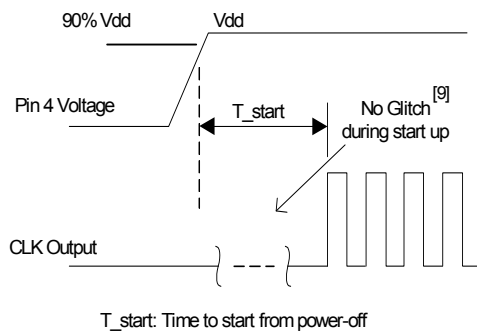 90% Vdd
Vdd
Pin 4 Voltage
T_start
No Glitch [9]
during start up
CLK Output
T_start: Time to start from power-off